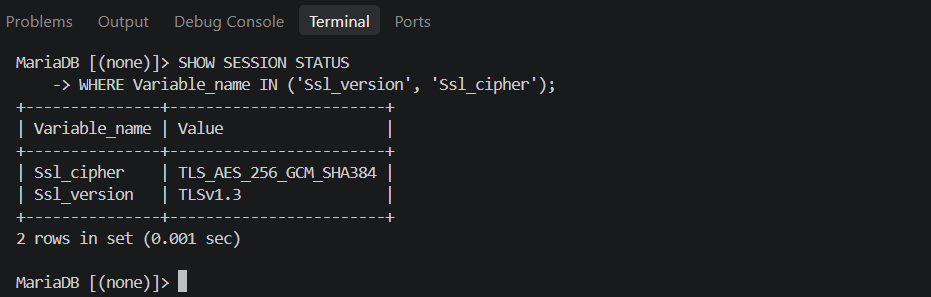 Problems Output Debug Console Terminal Ports
MariaDB [(none)]> SHOW SESSION STATUS
    -> WHERE Variable_name IN ('Ssl_version', 'Ssl_cipher');
+---------------+------------------------+
| Variable_name | Value                  |
+---------------+------------------------+
| Ssl_cipher    | TLS_AES_256_GCM_SHA384 |
| Ssl_version   | TLSv1.3                |
+---------------+------------------------+
2 rows in set (0.001 sec)
MariaDB [(none)]>